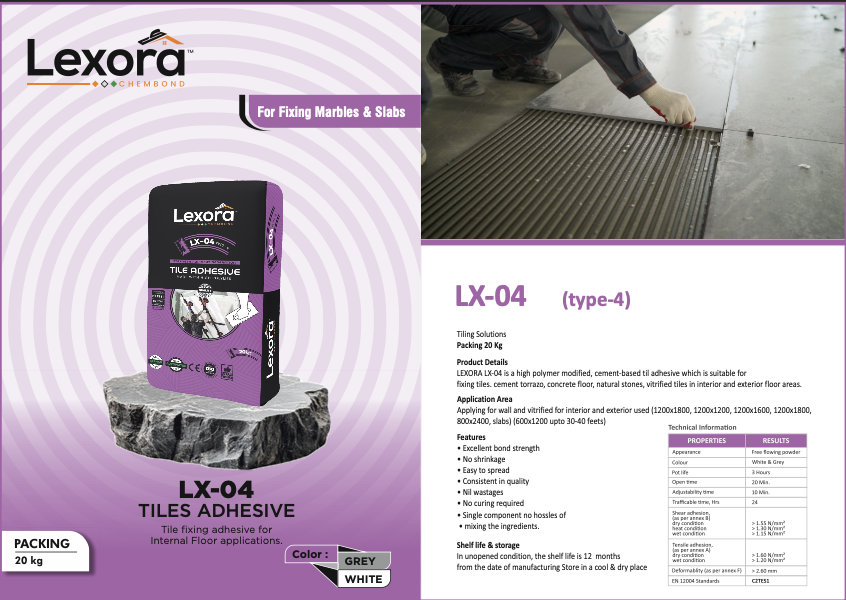 Lexora™
CHEMBOND
For Fixing Marbles & Slabs
Lexora
LX-04
TILE ADHESIVE
LX-04
Lexora
LX-04
TILES ADHESIVE
Tile fixing adhesive for
Internal Floor applications.
PACKING
20 kg
Color :
GREY
WHITE
LX-04 (type-4)
Tiling Solutions
Packing 20 Kg
Product Details
LEXORA LX-04 is a high polymer modified, cement-based til adhesive which is suitable for
fixing tiles. cement torrazo, concrete floor, natural stones, vitrified tiles in interior and exterior floor areas.
Application Area
Applying for wall and vitrified for interior and exterior used (1200x1800, 1200x1200, 1200x1600, 1200x1800,
800x2400, slabs) (600x1200 upto 30-40 feets)
Features
• Excellent bond strength
• No shrinkage
• Easy to spread
• Consistent in quality
• Nil wastages
• No curing required
• Single component no hossles of
• mixing the ingredients.
Shelf life & storage
In unopened condition, the shelf life is 12 months
from the date of manufacturing Store in a cool & dry place
Technical Information
PROPERTIES RESULTS
Appearance Free flowing powder
Colour White & Grey
Pot life 3 Hours
Open time 20 Min.
Adjustability time 10 Min.
Trafficable time, Hrs 24
Shear adhesion,
(as per annex B)
dry condition > 1.55 N/mm²
heat condition > 1.30 N/mm²
wet condition > 1.15 N/mm²
Tensile adhesion,
(as per annex A)
dry condition > 1.60 N/mm²
wet condition > 1.20 N/mm²
Deformablity (as per annex F) > 2.60 mm
EN 12004 Standards C2TES1